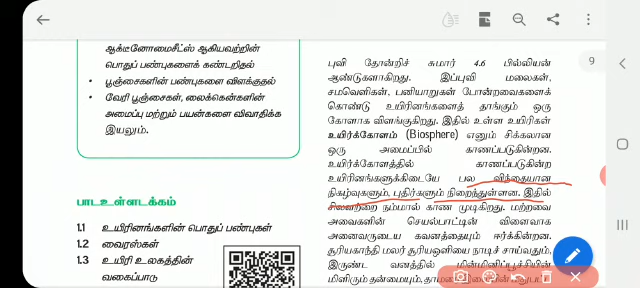 ஆக்டீனோமைசீட்ஸ் ஆகியவற்றின்
பொதுப் பண்புகளைக் கண்டறிதல்
• பூஞ்சைகளின் பண்புகளை விளக்குதல்
• வேரி பூஞ்சைகள், லைக்கென்களின்
அமைப்பு மற்றும் பயன்களை விவாதிக்க
இயலும்.
பாடஉள்ளடக்கம்
1.1 உயிரினங்களின் பொதுப் பண்புகள்
1.2 வைரஸ்கள்
1.3 உயிரி உலகத்தின்
வகைப்பாடு
9
புவி தோன்றிச் சுமார் 4.6 பில்லியன்
ஆண்டுகளாகிறது. இப்புவி மலைகள்,
சமவெளிகள், பனியாறுகள் போன்றவைகளைக்
கொண்டு உயிரினங்களைத் தாங்கும் ஒரு
கோளாக விளங்குகிறது. இதில் உள்ள உயிரிகள்
உயிர்க்கோளம் (Biosphere) எனும் சிக்கலான
ஒரு அமைப்பில் காணப்படுகின்றன.
உயிர்க்கோளத்தில் காணப்படுகின்ற
உயிரினங்களுக்கிடையே பல விந்தையான
நிகழ்வுகளும், புதிர்களும் நிறைந்துள்ளன. இதில்
சிலவற்றை நம்மால் காண முடிகிறது. மற்றவை
அவைகளின் செயல்பாட்டின் விளைவாக
அனைவருடைய கவனத்தையும் ஈர்க்கின்றன.
சூரியகாந்தி மலர் சூரியஒளியை நாடிச் சாய்வதும்,
இருண்ட வனத்தில் மின்மினிப்பூச்சியின்
மிளிரும் தன்மையும்,